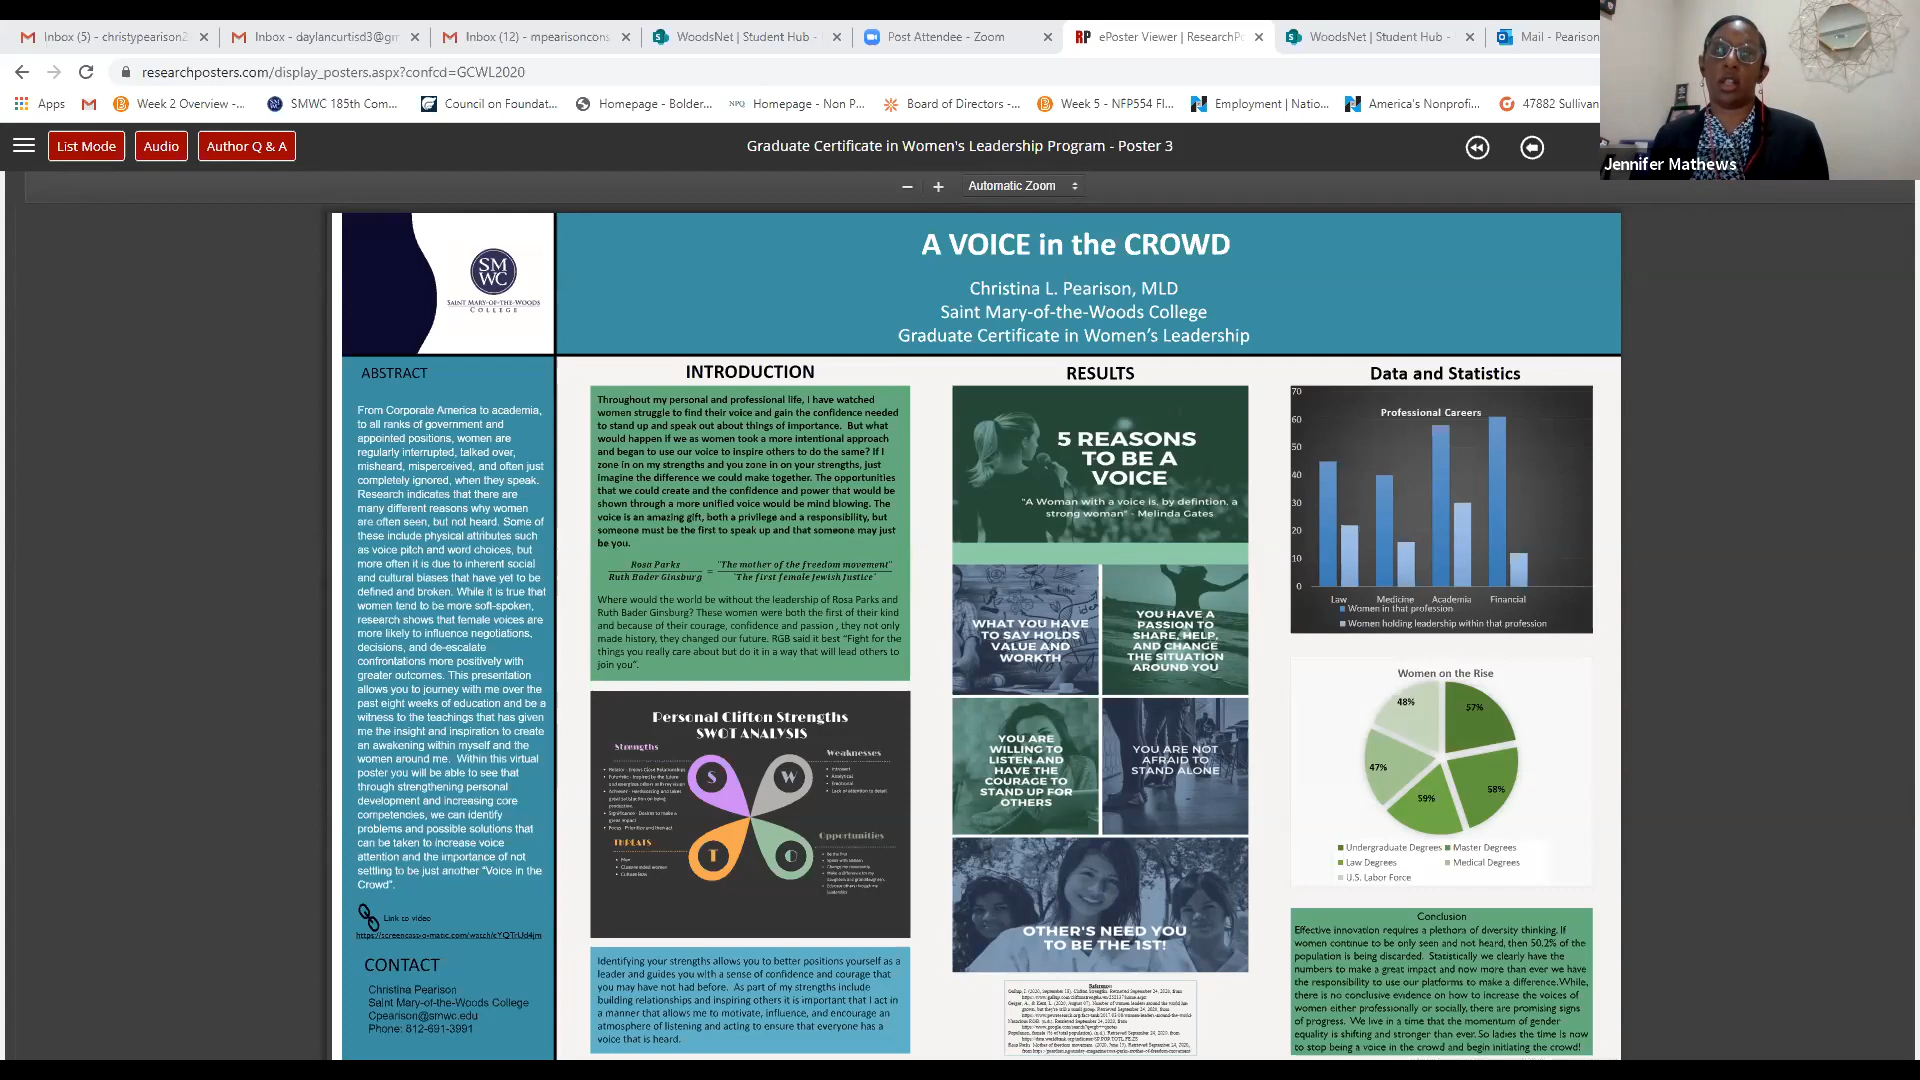 Inbox (5) - christypearison2
Inbox - daylancurtisd3@gm
Inbox (12) - mpearisoncons
WoodsNet | Student Hub -
Post Attendee - Zoom
ePoster Viewer | ResearchPo
WoodsNet | Student Hub -
Mail - Pearison
researchposters.com/display_posters.aspx?confcd=GCWL2020
Apps
Week 2 Overview -...
SMWC 185th Com...
Council on Foundat...
Homepage - Bolder...
NPQ Homepage - Non P...
Board of Directors -...
Week 5 - NFP554 Fl...
Employment | Natio...
America's Nonprofi...
47882 Sullivan
List Mode
Audio
Author Q & A
Graduate Certificate in Women's Leadership Program - Poster 3
Jennifer Mathews
Automatic Zoom
SM
WC
SAINT MARY-OF-THE-WOODS
COLLEGE
A VOICE in the CROWD
Christina L. Pearison, MLD
Saint Mary-of-the-Woods College
Graduate Certificate in Women's Leadership
ABSTRACT
From Corporate America to academia,
to all ranks of government and
appointed positions, women are
regularly interrupted, talked over,
misheard, misperceived, and often just
completely ignored, when they speak.
Research indicates that there are
many different reasons why women
are often seen, but not heard. Some of
these include physical attributes such
as voice pitch and word choices, but
more often it is due to inherent social
and cultural biases that have yet to be
defined and broken. While it is true that
women tend to be more soft-spoken,
research shows that female voices are
more likely to influence negotiations,
decisions, and de-escalate
confrontations more positively with
greater outcomes. This presentation
allows you to journey with me over the
past eight weeks of education and be a
witness to the teachings that has given
me the insight and inspiration to create
an awakening within myself and the
women around me. Within this virtual
poster you will be able to see that
through strengthening personal
development and increasing core
competencies, we can identify
problems and possible solutions that
can be taken to increase voice
attention and the importance of not
settling to be just another "Voice in the
Crowd".
Link to video
https://screencast-o-matic.com/watch/cYQTrUd4jm
CONTACT
Christina Pearison
Saint Mary-of-the-Woods College
Cpearison@smwc.edu
Phone: 812-691-3991
INTRODUCTION
Throughout my personal and professional life, I have watched
women struggle to find their voice and gain the confidence needed
to stand up and speak out about things of importance. But what
would happen if we as women took a more intentional approach
and began to use our voice to inspire others to do the same? If I
zone in on my strengths and you zone in on your strengths, just
imagine the difference we could make together. The opportunities
that we could create and the confidence and power that would be
shown through a more unified voice would be mind blowing. The
voice is an amazing gift, both a privilege and a responsibility, but
someone must be the first to speak up and that someone may just
be you.
Rosa Parks = "The mother of the freedom movement"
Ruth Bader Ginsburg "The first female Jewish Justice"
Where would the world be without the leadership of Rosa Parks and
Ruth Bader Ginsburg? These women were both the first of their kind
and because of their courage, confidence and passion , they not only
made history, they changed our future. RGB said it best "Fight for the
things you really care about but do it in a way that will lead others to
join you".
Personal Clifton Strengths
SWOT ANALYSIS
Strengths
Weaknesses
S
W
T
O
Introvert
Analytical
Emotional
Lack of attention to detail
THREATS
Men
Closeminded women
Culture Bias
Opportunities
Be the first
Identifying your strengths allows you to better positions yourself as a
leader and guides you with a sense of confidence and courage that
you may have not had before. As part of my strengths include
building relationships and inspiring others it is important that I act in
a manner that allows me to motivate, influence, and encourage an
atmosphere of listening and acting to ensure that everyone has a
voice that is heard.
RESULTS
5 REASONS
TO BE A
VOICE
"A Woman with a voice is, by defintion, a
strong woman" - Melinda Gates
WHAT YOU HAVE
TO SAY HOLDS
VALUE AND
WORKTH
YOU HAVE A
PASSION TO
SHARE, HELP,
AND CHANGE
THE SITUATION
AROUND YOU
YOU ARE
WILLING TO
LISTEN AND
HAVE THE
COURAGE TO
STAND UP FOR
OTHERS
YOU ARE NOT
AFRAID TO
STAND ALONE
OTHER'S NEED YOU
TO BE THE 1ST!
References
Data and Statistics
Professional Careers
70
60
50
40
30
20
10
0
Law Medicine Academia Financial
Women in that profession
Women holding leadership within that profession
Women on the Rise
48%
57%
47%
58%
59%
Undergraduate Degrees Master Degrees
Law Degrees Medical Degrees
U.S. Labor Force
Conclusion
Effective innovation requires a plethora of diversity thinking. If
women continue to be only seen and not heard, then 50.2% of the
population is being discarded. Statistically we clearly have the
numbers to make a great impact and now more than ever we have
the responsibility to use our platforms to make a difference.While,
there is no conclusive evidence on how to increase the voices of
women either professionally or socially, there are promising signs
of progress. We live in a time that the momentum of gender
equality is shifting and stronger than ever. So ladies the time is now
to stop being a voice in the crowd and begin initiating the crowd!